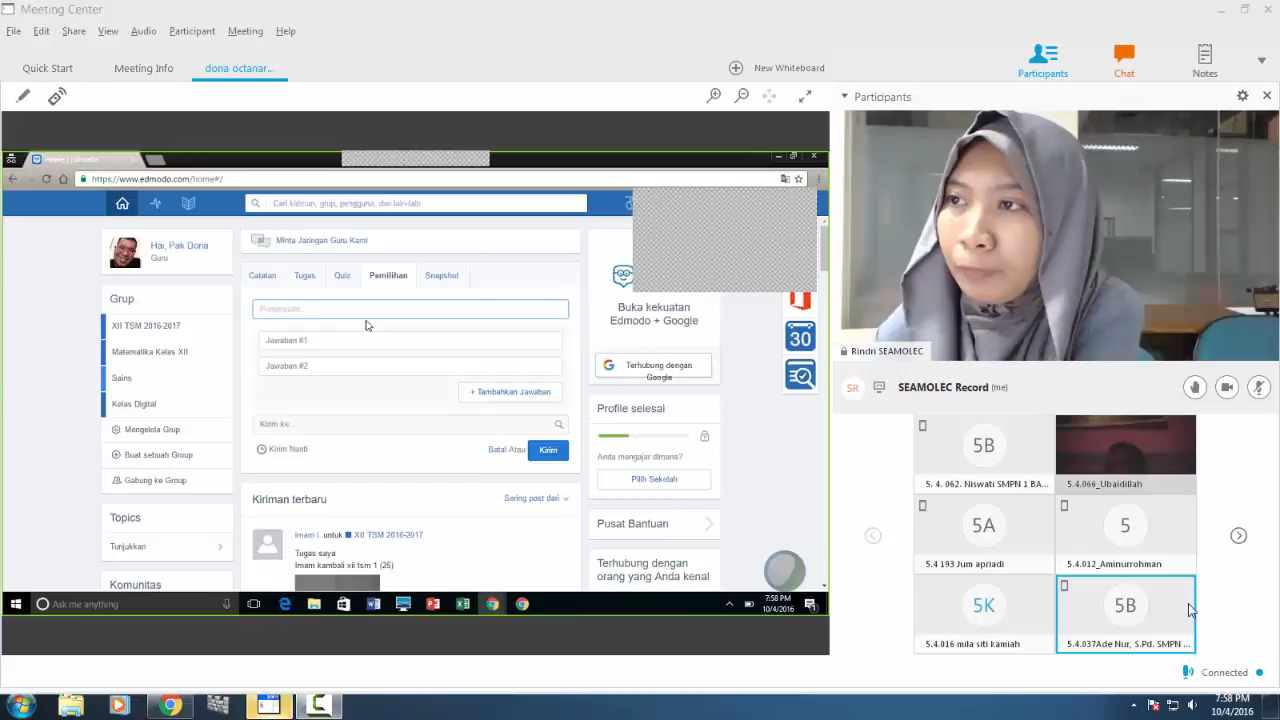 Meeting Center
File Edit Share View Audio Participant Meeting Help
Quick Start Meeting Info dona octanar...
New Whiteboard
Participants Chat Notes
Participants
https://www.edmodo.com/home#/
Cari kiriman, grup, pengguna, dan lain-lain
Hai, Pak Dona
Guru
Grup
XII TSM 2016-2017
Matematika Kelas XII
Sains
Kelas Digital
Mengelola Grup
Buat sebuah Group
Gabung ke Group
Topics
Tunjukkan
Komunitas
Minta Jaringan Guru Kami
Catatan Tugas Quiz Pemilihan Snapshot
Pertanyaan...
Jawaban #1
Jawaban #2
+ Tambahkan Jawaban
Kirim ke...
Kirim Nanti
Batal Atau Kirim
Kiriman terbaru
Saring post dari
Imam I. untuk XII TSM 2016-2017
Tugas saya
Imam kambali xii tsm 1 (25)
Buka kekuatan
Edmodo + Google
Terhubung dengan
Google
Profile selesai
Anda mengajar dimana?
Pilih Sekolah
Pusat Bantuan
Terhubung dengan
orang yang Anda kenal
30
Ask me anything
7:58 PM
10/4/2016
Rindri SEAMOLEC
SR
SEAMOLEC Record (me)
5B
5. 4. 062. Niswati SMPN 1 BA...
5.4.066_Ubaidillah
5A
5.4 193 Jum apriadi
5
5.4.012_Aminurrohman
5K
5.4.016 mila siti kamiah
5B
5.4.037Ade Nur, S.Pd. SMPN ...
Connected
7:58 PM
10/4/2016